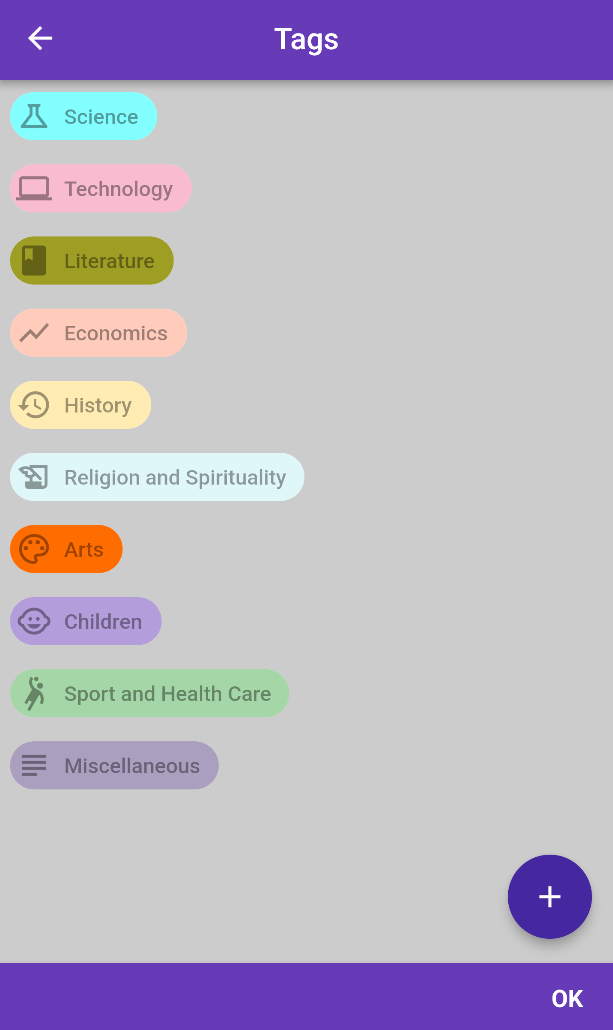 Tags
Science
Technology
Literature
Economics
History
Religion and Spirituality
Arts
Children
Sport and Health Care
Miscellaneous
OK